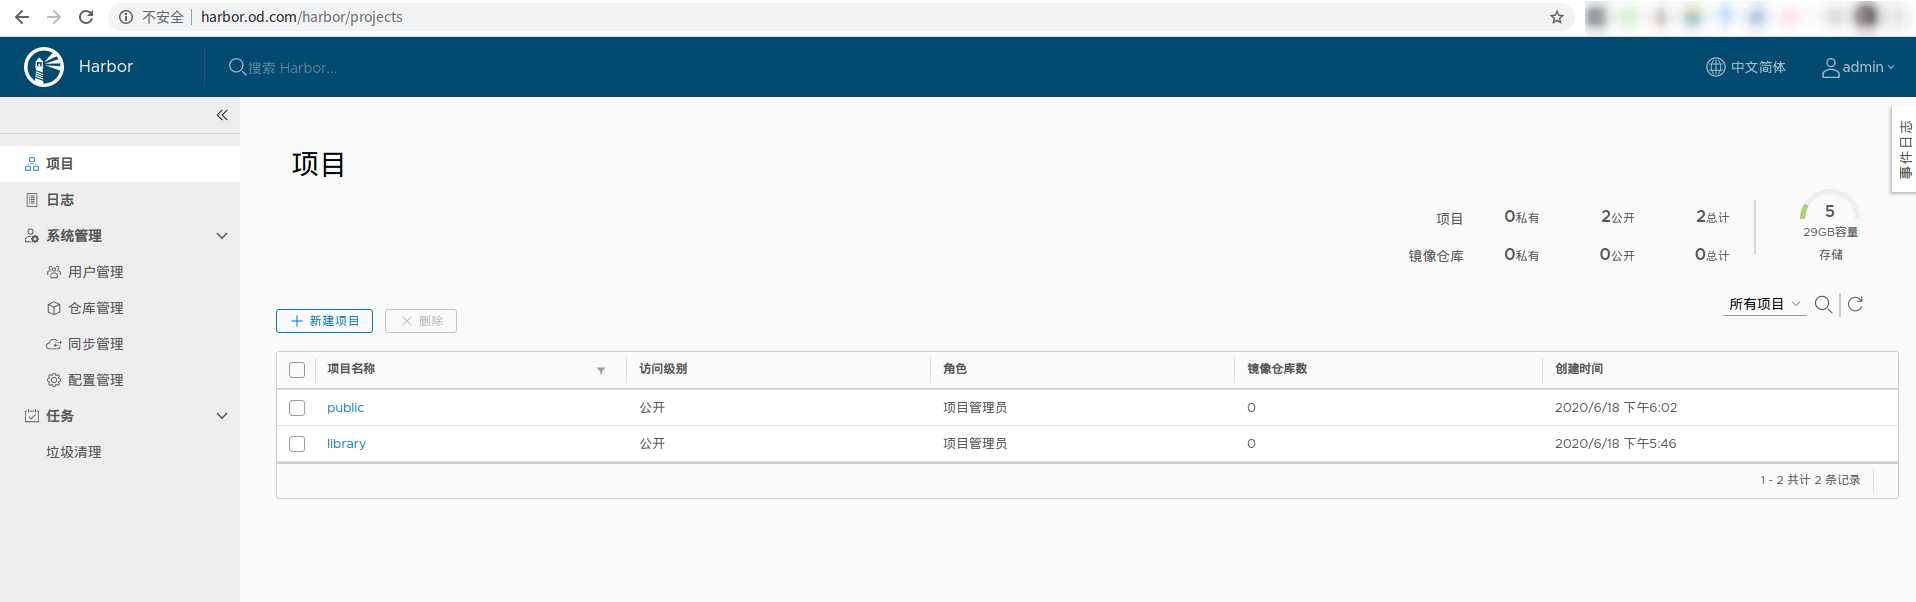 不安全 harbor.od.com/harbor/projects
Harbor 搜索 Harbor... 中文简体 admin
项目
日志
系统管理
用户管理
仓库管理
同步管理
配置管理
任务
垃圾清理
事件日志
项目
项目 0私有 2公开 2总计
镜像仓库 0私有 0公开 0总计
5
29GB容量
存储
新建项目 删除 所有项目
项目名称 访问级别 角色 镜像仓库数 创建时间
public 公开 项目管理员 0 2020/6/18 下午6:02
library 公开 项目管理员 0 2020/6/18 下午5:46
1 - 2 共计 2 条记录